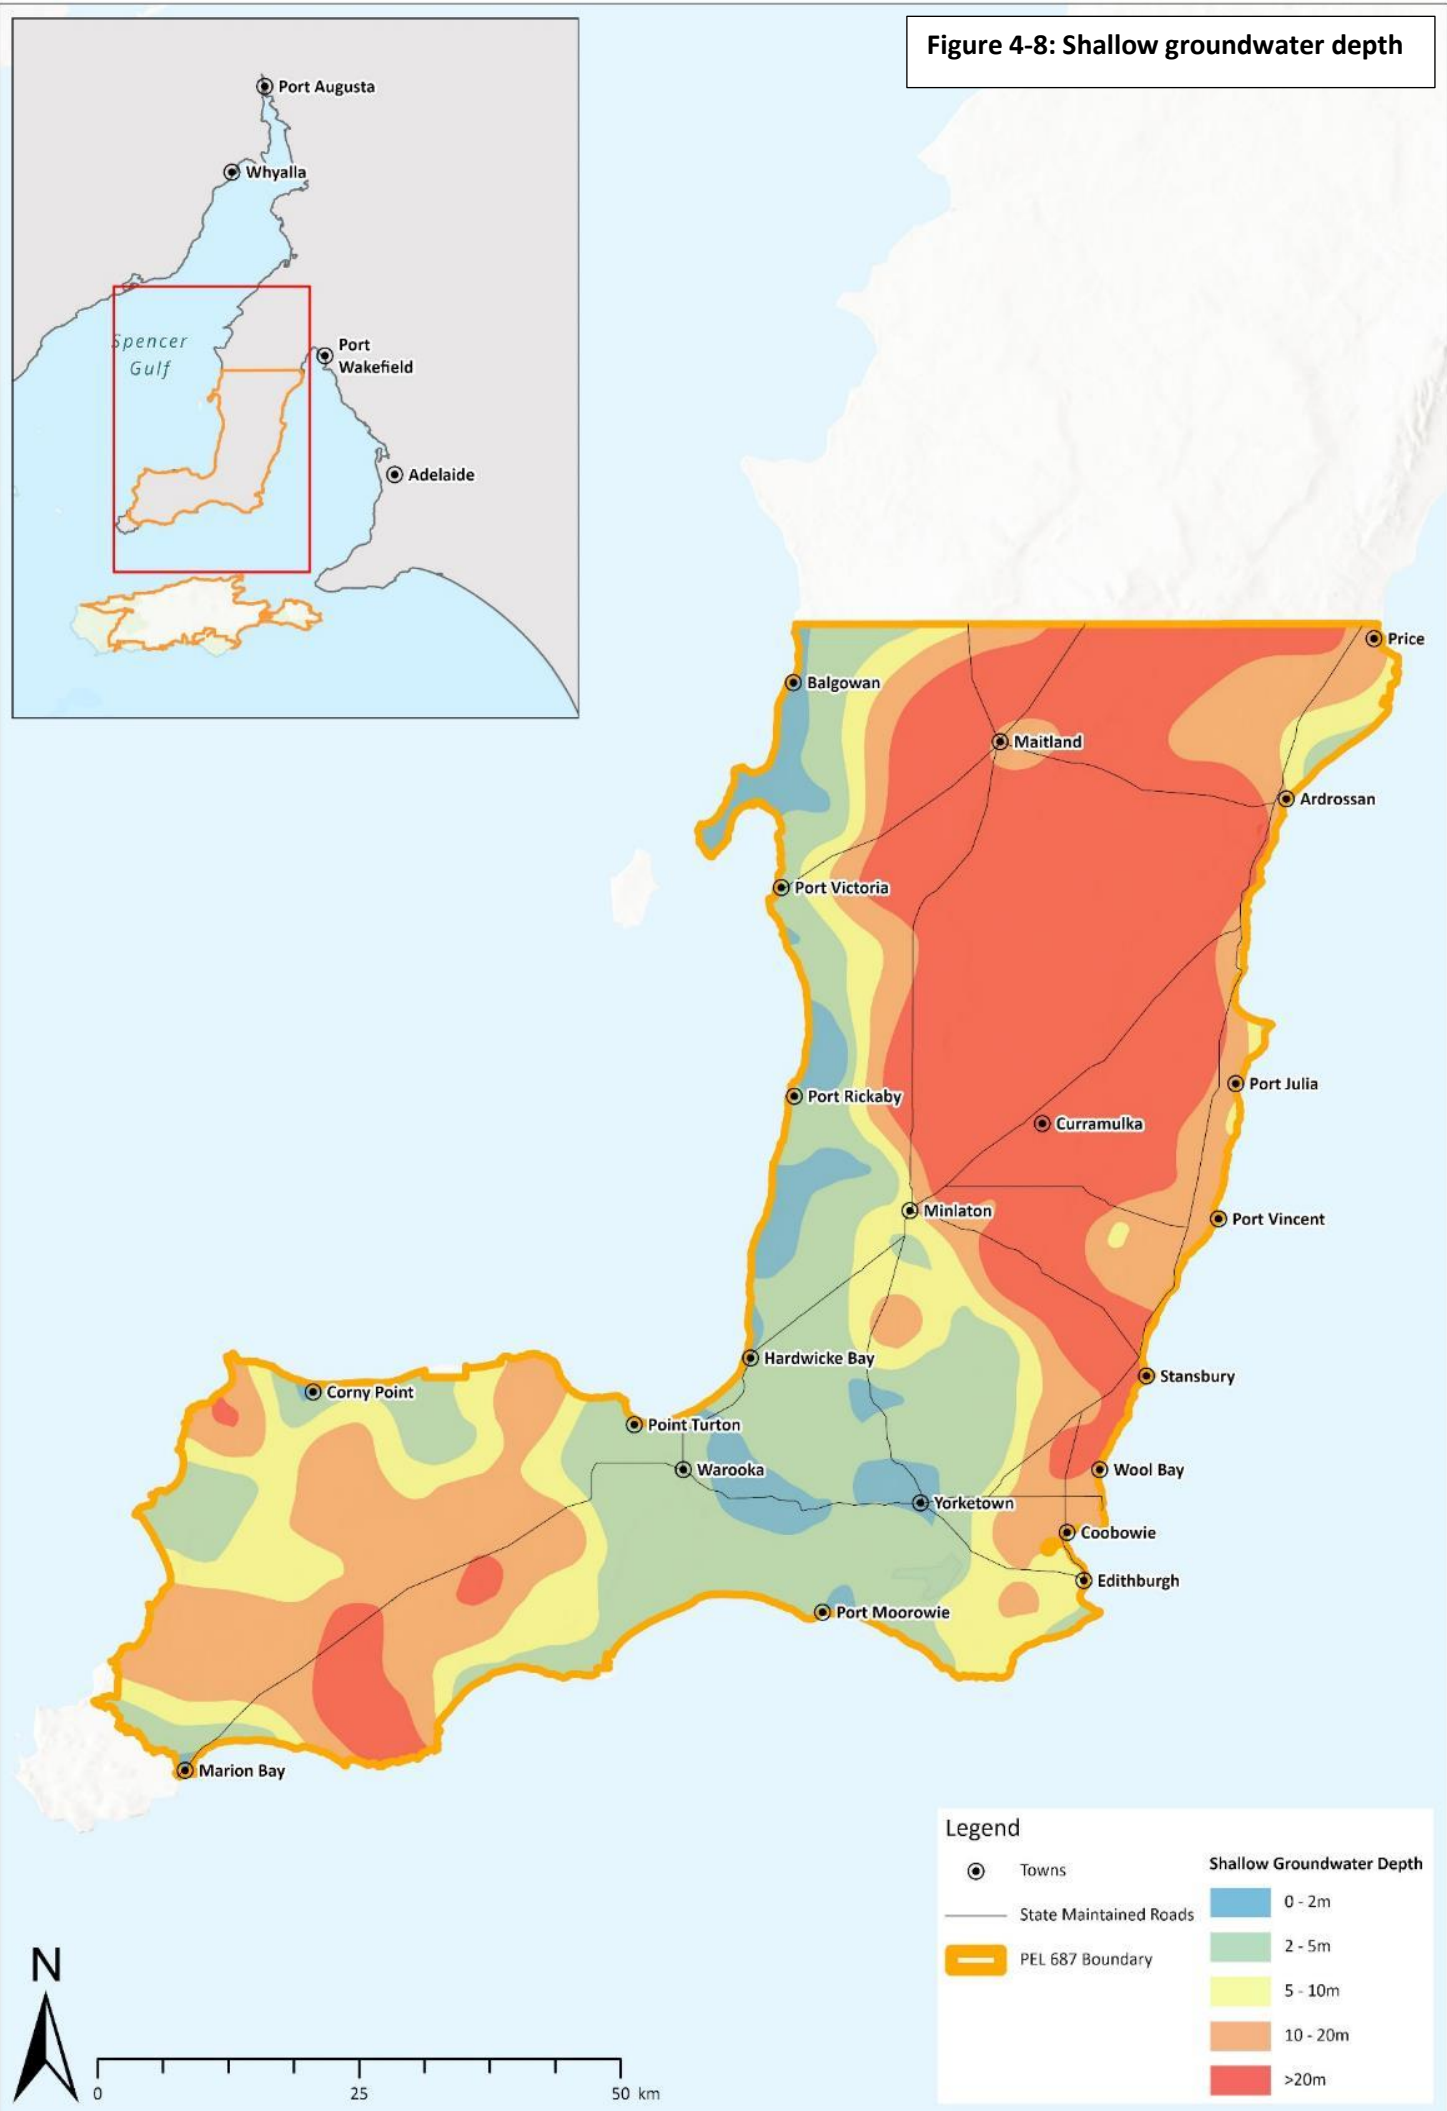 Figure 4-8: Shallow groundwater depth
Port Augusta
Whyalla
Spencer
Gulf
Port
Wakefield
Adelaide
Price
Balgowan
Maitland
Ardrossan
Port Victoria
Port Julia
Port Rickaby
Curramulka
Minlaton
Port Vincent
Hardwicke Bay
Stansbury
Corny Point
Point Turton
Warooka
Wool Bay
Yorketown
Coobowie
Edithburgh
Port Moorowie
Marion Bay
Legend
Towns
State Maintained Roads
PEL 687 Boundary
Shallow Groundwater Depth
0 - 2m
2 - 5m
5 - 10m
10 - 20m
>20m
N
0 25 50 km